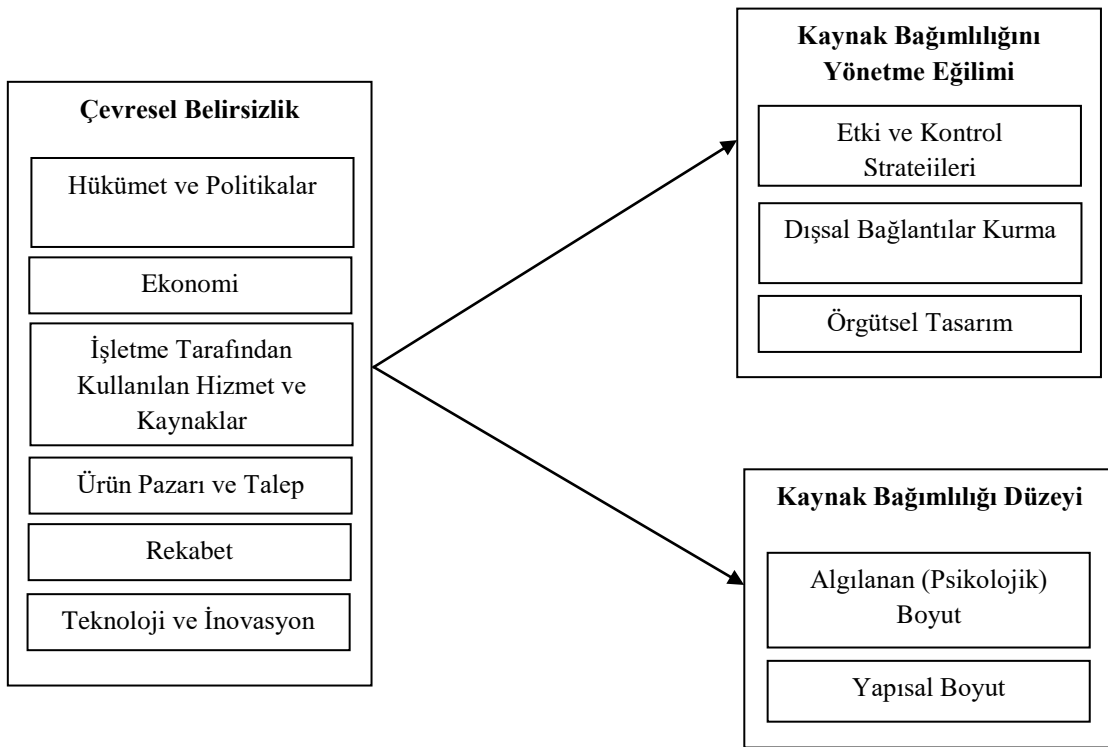 Çevresel Belirsizlik
Hükümet ve Politikalar
Ekonomi
İşletme Tarafından
Kullanılan Hizmet ve
Kaynaklar
Ürün Pazarı ve Talep
Rekabet
Teknoloji ve İnovasyon
Kaynak Bağımlılığını
Yönetme Eğilimi
Etki ve Kontrol
Stratejileri
Dışsal Bağlantılar Kurma
Örgütsel Tasarım
Kaynak Bağımlılığı Düzeyi
Algılanan (Psikolojik)
Boyut
Yapısal Boyut